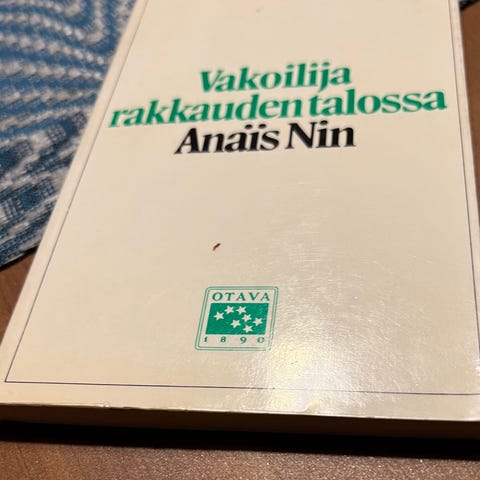 Vakoilija
rakkauden talossa
Anaïs Nin
OTAVA
1890